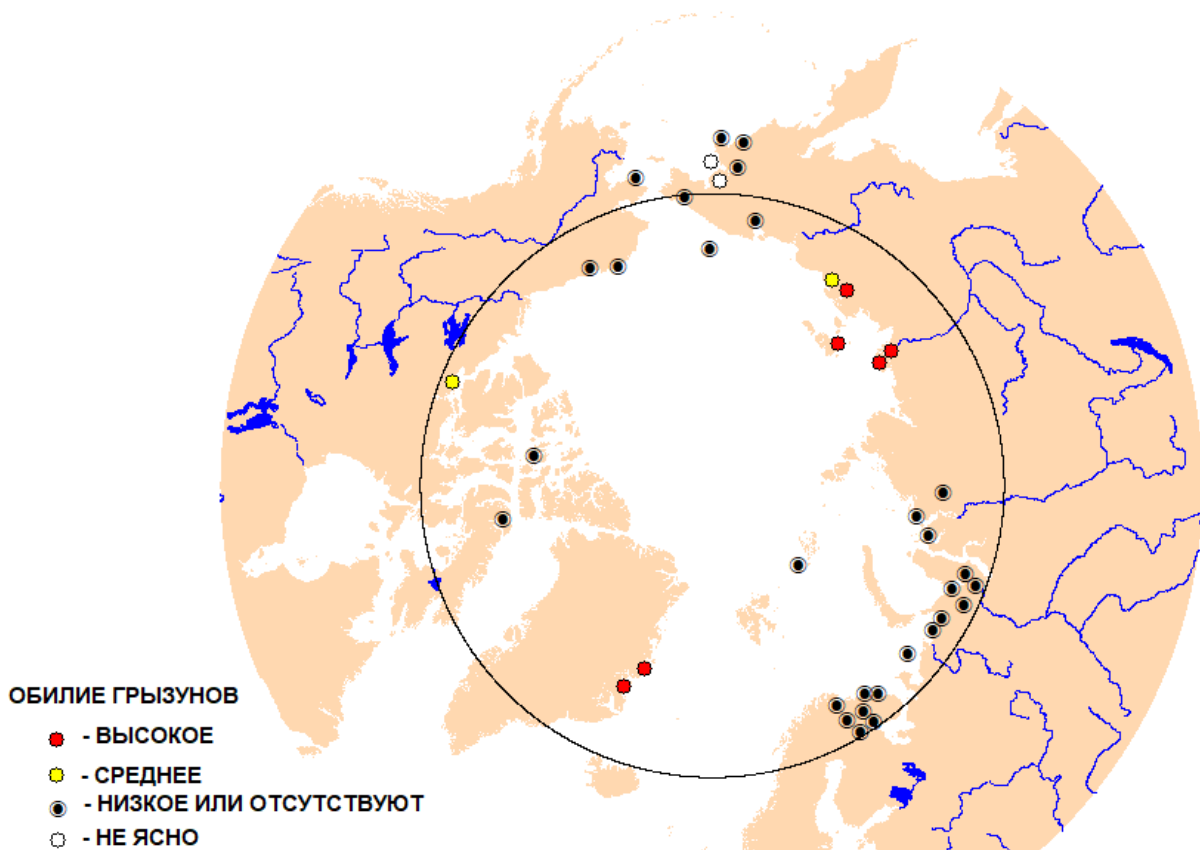 ОБИЛИЕ ГРЫЗУНОВ
- ВЫСОКОЕ
- СРЕДНЕЕ
- НИЗКОЕ ИЛИ ОТСУТСТВУЮТ
- НЕ ЯСНО